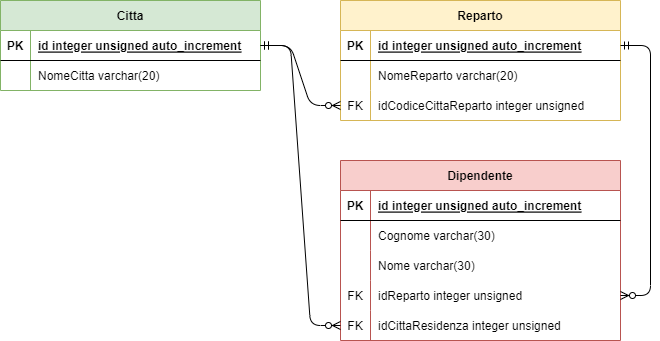 Citta
PK id integer unsigned auto_increment
NomeCitta varchar(20)
Reparto
PK id integer unsigned auto_increment
NomeReparto varchar(20)
FK idCodiceCittaReparto integer unsigned
Dipendente
PK id integer unsigned auto_increment
Cognome varchar(30)
Nome varchar(30)
FK idReparto integer unsigned
FK idCittaResidenza integer unsigned